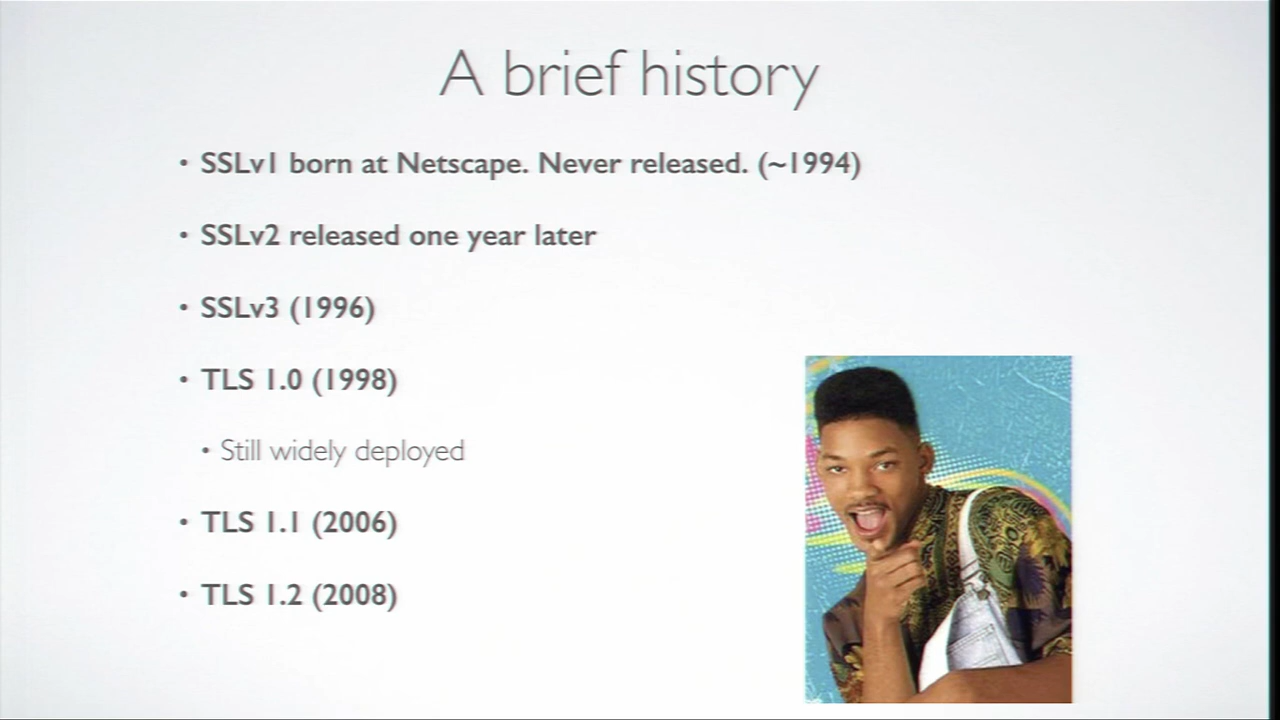 A brief history
• SSLv1 born at Netscape. Never released. (~1994)
• SSLv2 released one year later
• SSLv3 (1996)
• TLS 1.0 (1998)
• Still widely deployed
• TLS 1.1 (2006)
• TLS 1.2 (2008)